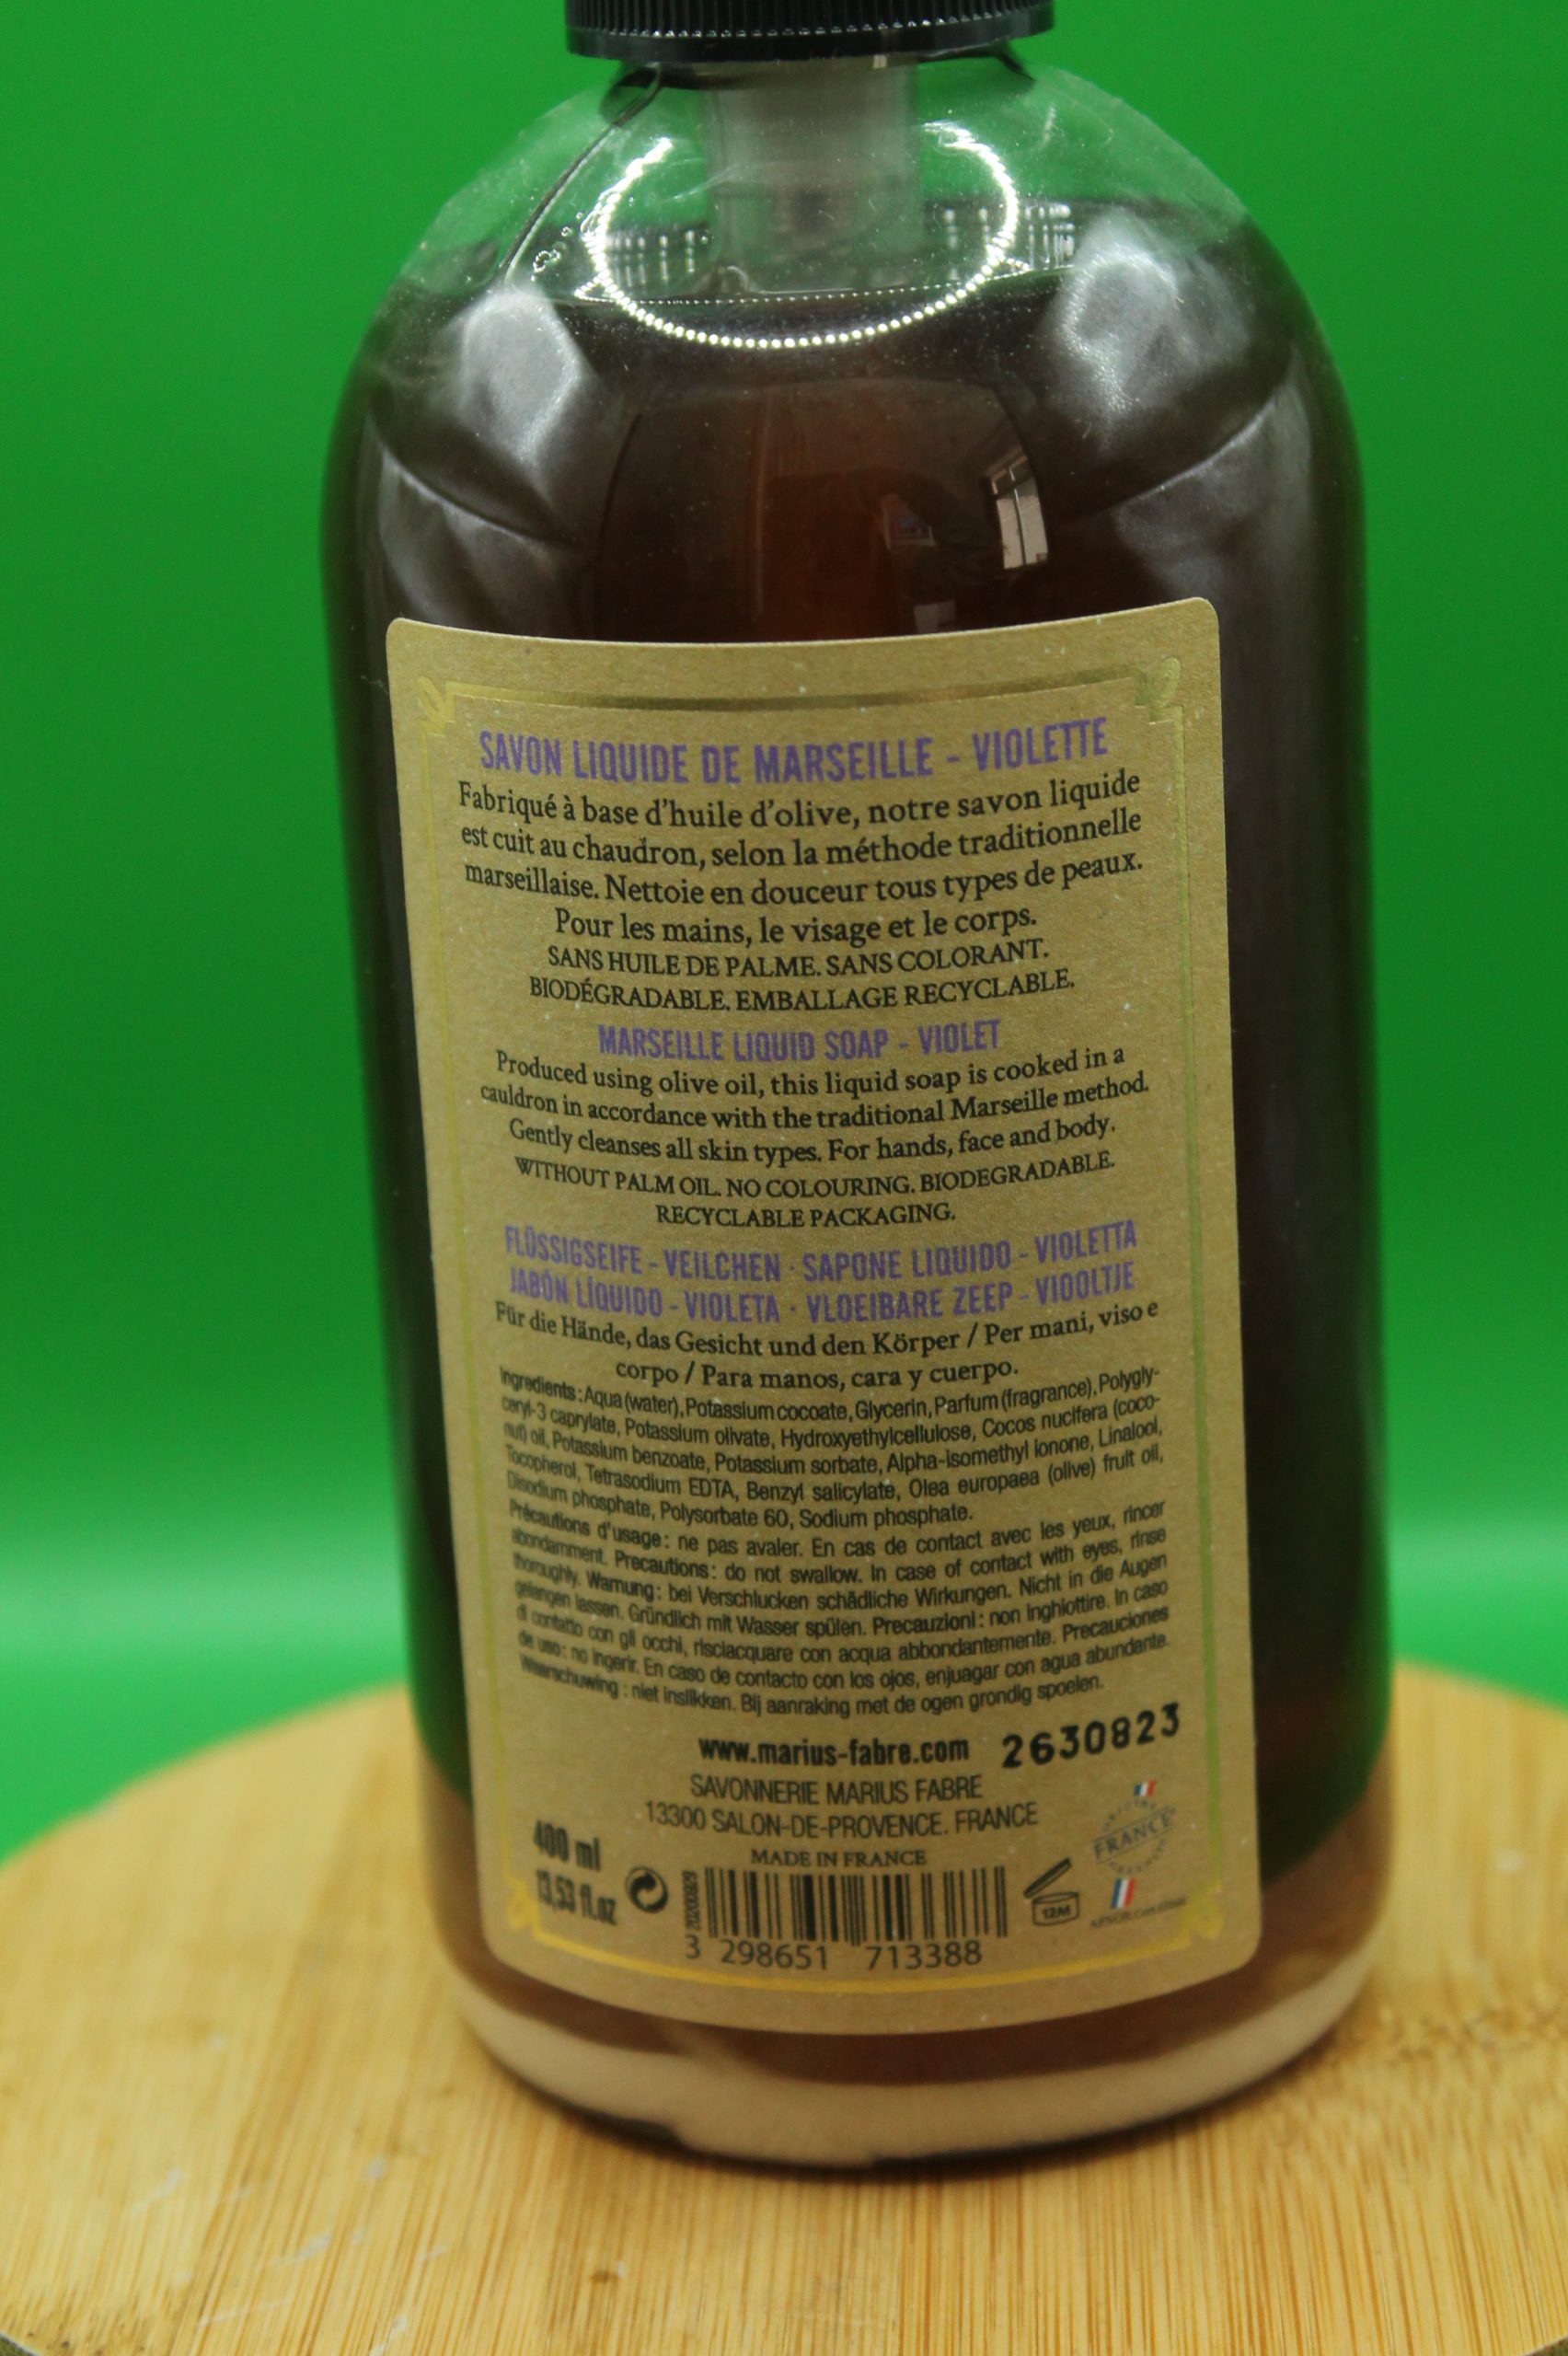 SAVON LIQUIDE DE MARSEILLE - VIOLETTE
Fabriqué à base d'huile d'olive, notre savon liquide
est cuit au chaudron, selon la méthode traditionnelle
marseillaise. Nettoie en douceur tous types de peaux.
Pour les mains, le visage et le corps.
SANS HUILE DE PALME. SANS COLORANT.
BIODÉGRADABLE. EMBALLAGE RECYCLABLE.
MARSEILLE LIQUID SOAP - VIOLET
Produced using olive oil, this liquid soap is cooked in a
cauldron in accordance with the traditional Marseille method.
Gently cleanses all skin types. For hands, face and body.
WITHOUT PALM OIL. NO COLOURING. BIODEGRADABLE.
RECYCLABLE PACKAGING.
FLÜSSIGSEIFE - VEILCHEN · SAPONE LIQUIDO - VIOLETTA
JABÓN LÍQUIDO - VIOLETA · VLOEIBARE ZEEP - VIOOLTJE
Für die Hände, das Gesicht und den Körper / Per mani, viso e
corpo / Para manos, cara y cuerpo.
Ingredients : Aqua (water), Potassium cocoate, Glycerin, Parfum (fragrance), Polygly-
ceryl-3 caprylate, Potassium olivate, Hydroxyethylcellulose, Cocos nucifera (coco-
nut) oil, Potassium benzoate, Potassium sorbate, Alpha-isomethyl ionone, Linalool,
Tocopherol, Tetrasodium EDTA, Benzyl salicylate, Olea europaea (olive) fruit oil,
Disodium phosphate, Polysorbate 60, Sodium phosphate.
Précautions d'usage : ne pas avaler. En cas de contact avec les yeux, rincer
abondamment. Precautions : do not swallow. In case of contact with eyes, rinse
thoroughly. Warnung : bei Verschlucken schädliche Wirkungen. Nicht in die Augen
gelangen lassen. Gründlich mit Wasser spülen. Precauzioni : non inghiottire. In caso
di contatto con gli occhi, risciacquare con acqua abbondantemente. Precauciones
de uso : no ingerir. En caso de contacto con los ojos, enjuagar con agua abundante.
Waarschuwing : niet inslikken. Bij aanraking met de ogen grondig spoelen.
www.marius-fabre.com 2630823
SAVONNERIE MARIUS FABRE
13300 SALON-DE-PROVENCE. FRANCE
MADE IN FRANCE
400 ml
13,53 fl.oz
12M
FRANCE
3 298651 713388